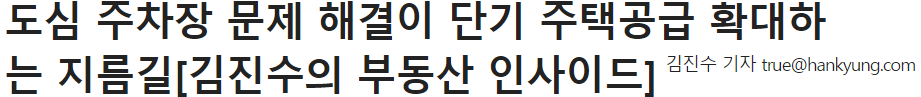 도심 주차장 문제 해결이 단기 주택공급 확대하
는 지름길[김진수의 부동산 인사이드] 김진수 기자 true@hankyung.com